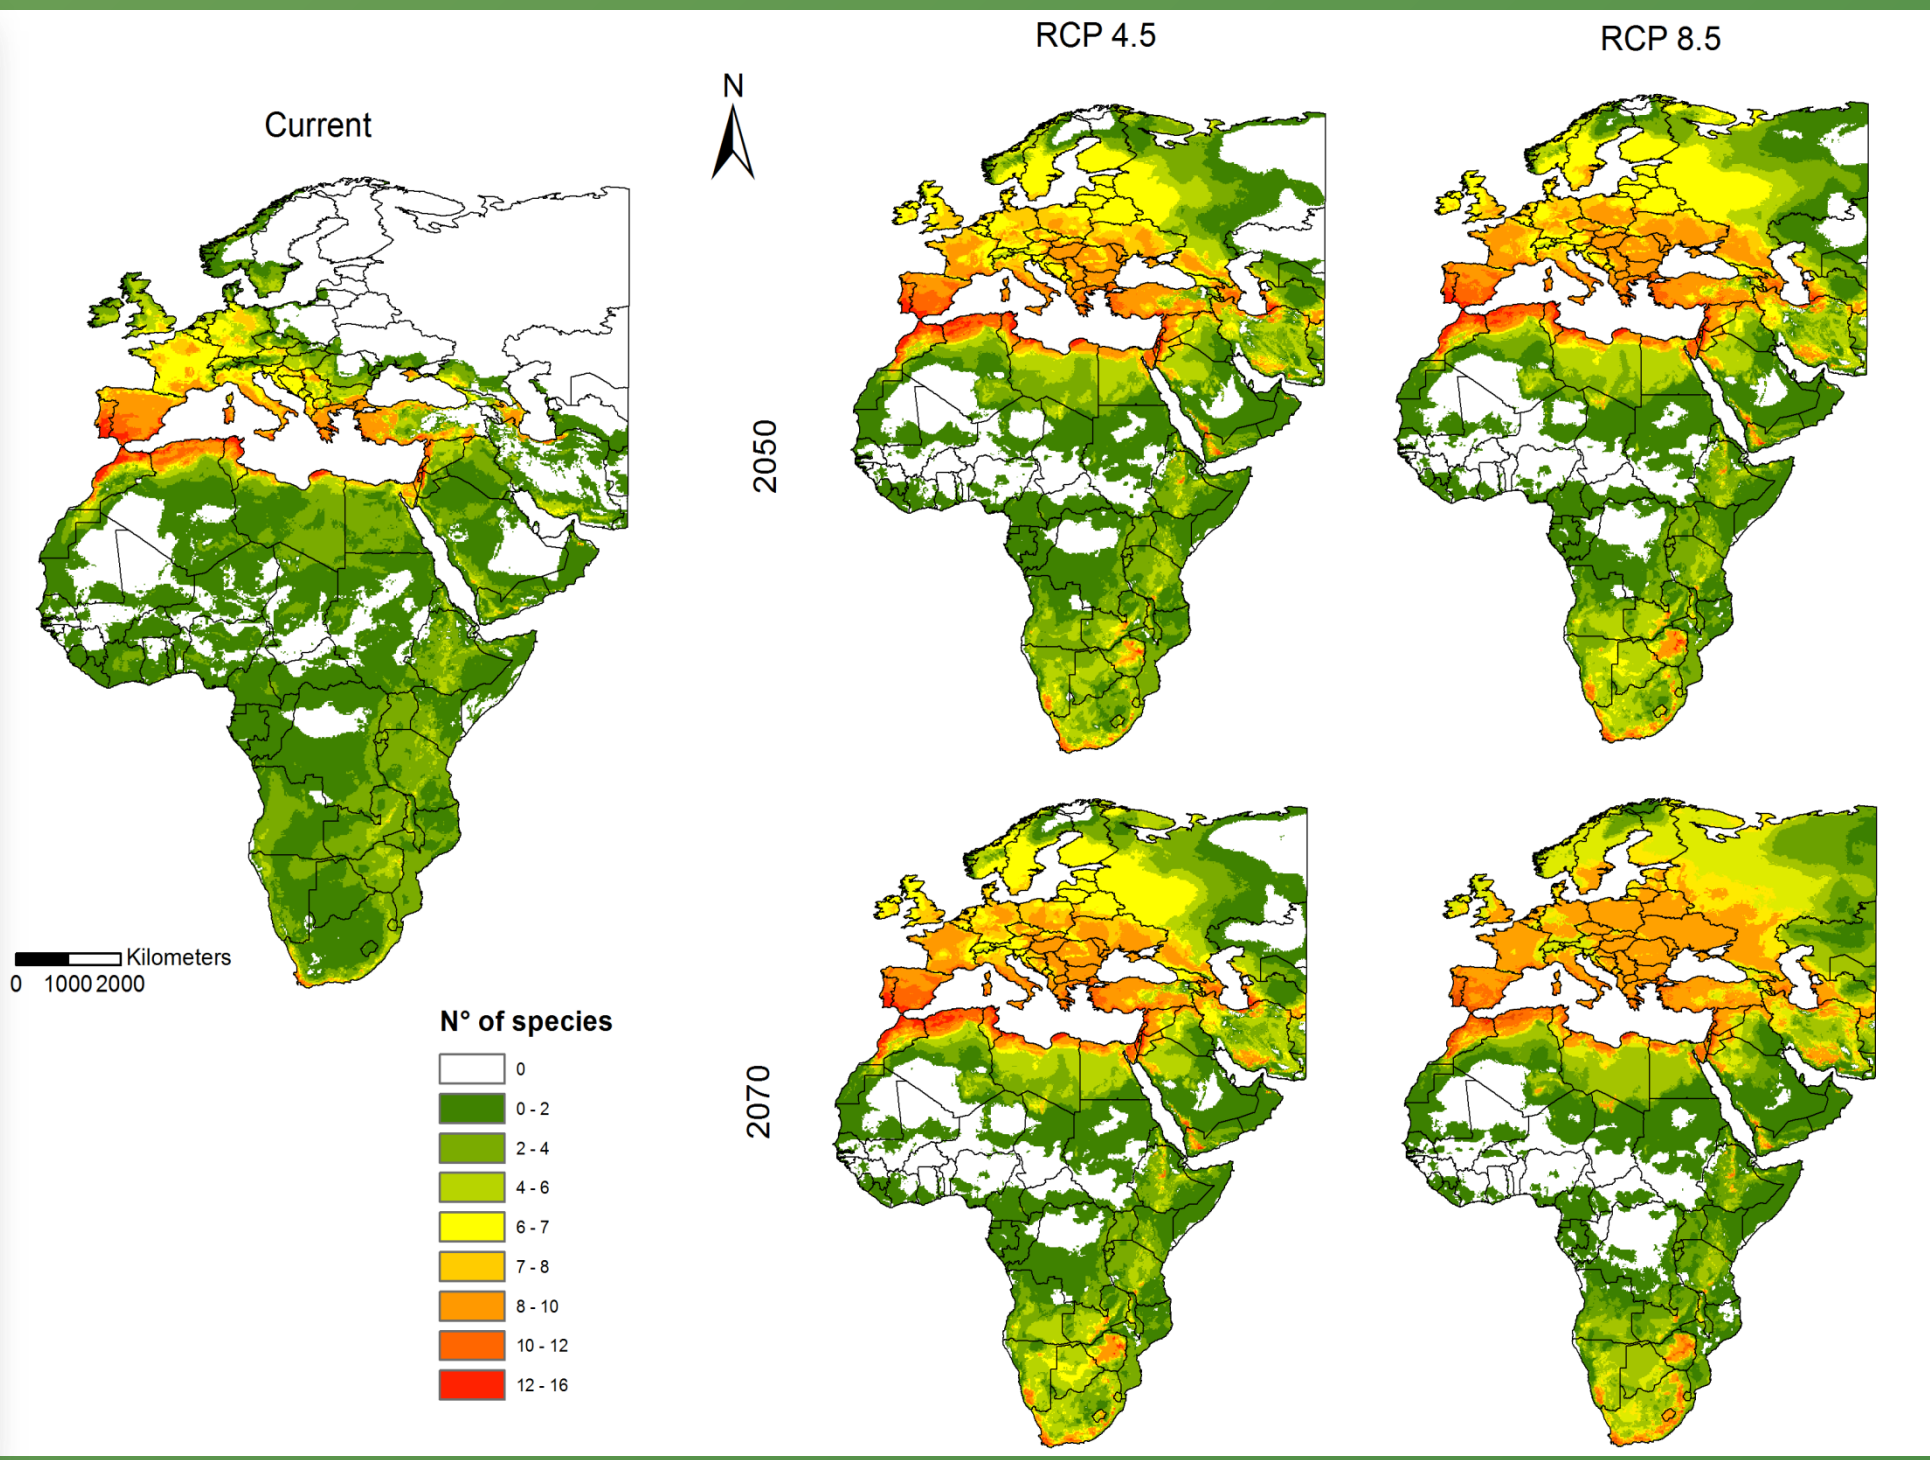 RCP 4.5
RCP 8.5
N
Current
2050
Kilometers
0 1000 2000
N° of species
0
0 - 2
2 - 4
4 - 6
6 - 7
7 - 8
8 - 10
10 - 12
12 - 16
2070